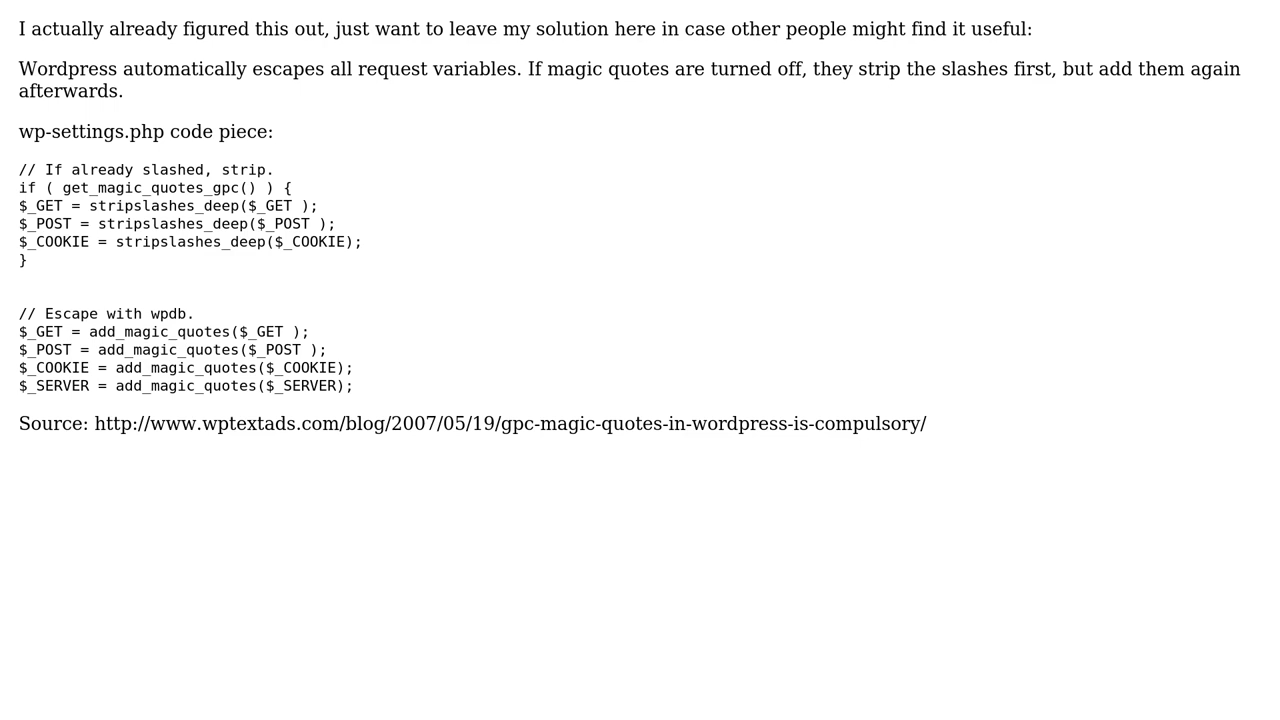 I actually already figured this out, just want to leave my solution here in case other people might find it useful:
Wordpress automatically escapes all request variables. If magic quotes are turned off, they strip the slashes first, but add them again
afterwards.
wp-settings.php code piece:
// If already slashed, strip.
if ( get_magic_quotes_gpc() ) {
$_GET = stripslashes_deep($_GET );
$_POST = stripslashes_deep($_POST );
$_COOKIE = stripslashes_deep($_COOKIE);
}
// Escape with wpdb.
$_GET = add_magic_quotes($_GET );
$_POST = add_magic_quotes($_POST );
$_COOKIE = add_magic_quotes($_COOKIE);
$_SERVER = add_magic_quotes($_SERVER);
Source: http://www.wptextads.com/blog/2007/05/19/gpc-magic-quotes-in-wordpress-is-compulsory/